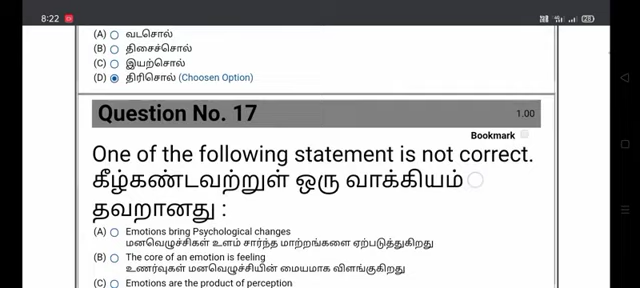 8:22
28
(A) வடசொல்
(B) திசைச்சொல்
(C) இயற்சொல்
(D) திரிசொல் (Choosen Option)
Question No. 17 1.00
Bookmark
One of the following statement is not correct.
கீழ்கண்டவற்றுள் ஒரு வாக்கியம்
தவறானது :
(A) Emotions bring Psychological changes
மனவெழுச்சிகள் உளம் சார்ந்த மாற்றங்களை ஏற்படுத்துகிறது
(B) The core of an emotion is feeling
உணர்வுகள் மனவெழுச்சியின் மையமாக விளங்குகிறது
(C) Emotions are the product of perception